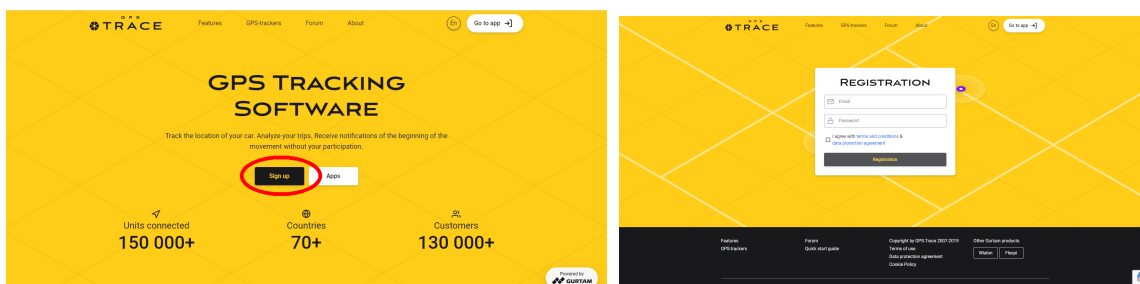 GPS
TRACE
Features
GPS-trackers
Forum
About
En
Go to app
GPS TRACKING
SOFTWARE
Track the location of your car. Analyze your trips. Receive notifications of the beginning of the
movement without your participation.
Sign up
Apps
Units connected
Countries
Customers
150 000+
70+
130 000+
Powered by
GURTAM
GPS
TRACE
Features
GPS-trackers
Forum
About
En
Go to app
REGISTRATION
Email
Password
I agree with terms and conditions &
data protection agreement
Registration
Features
GPS-trackers
Forum
Quick start guide
Copyright by GPS-Trace 2007-2019
Terms of use
Data protection agreement
Cookie Policy
Other Gurtam products
Wialon
Flespi